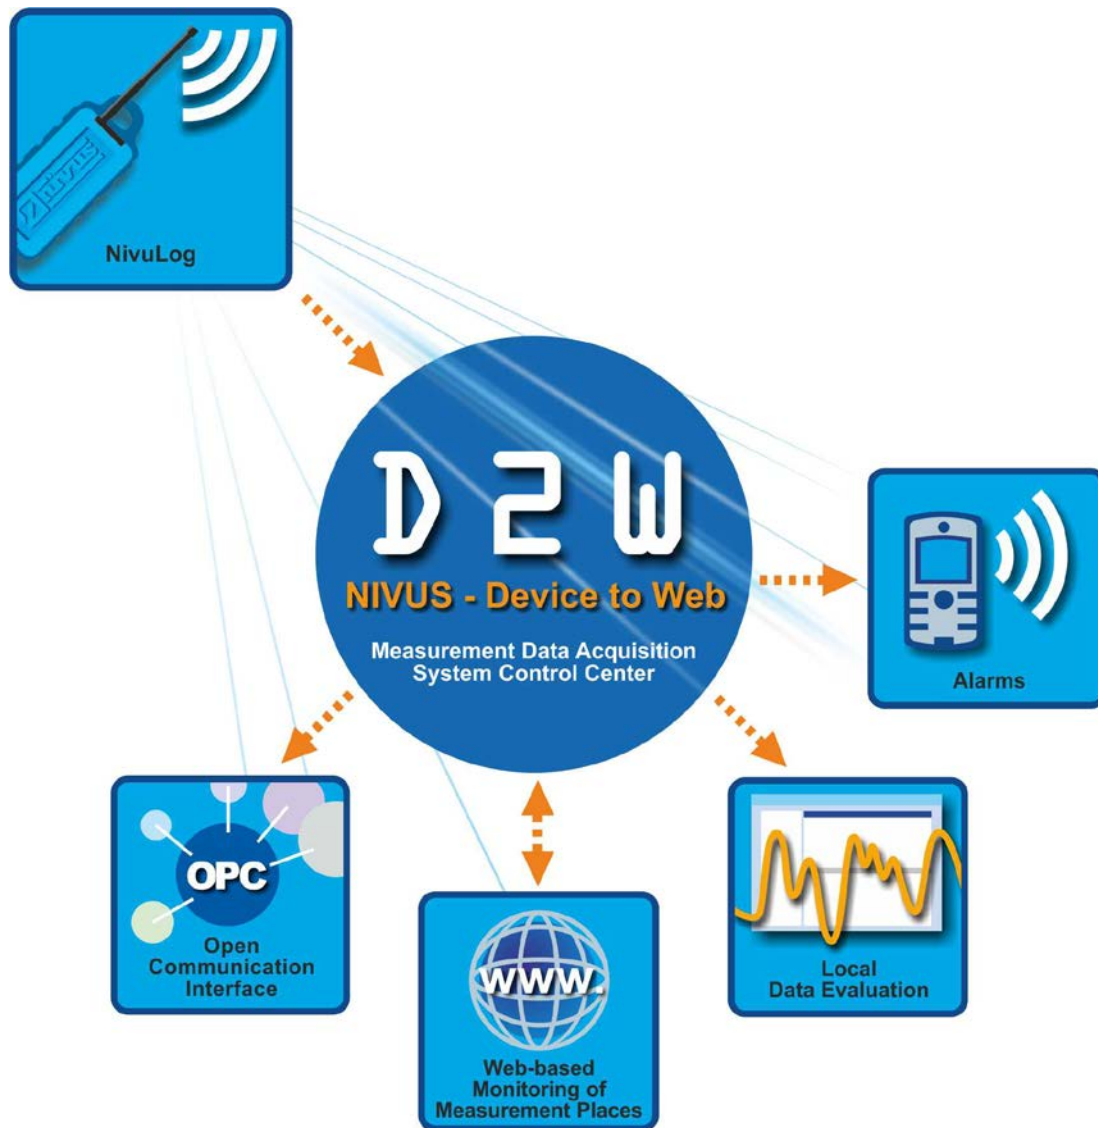 nivus
NivuLog
D2W
NIVUS - Device to Web
Measurement Data Acquisition
System Control Center
Alarms
OPC
Open
Communication
Interface
www.
Web-based
Monitoring of
Measurement Places
Local
Data Evaluation